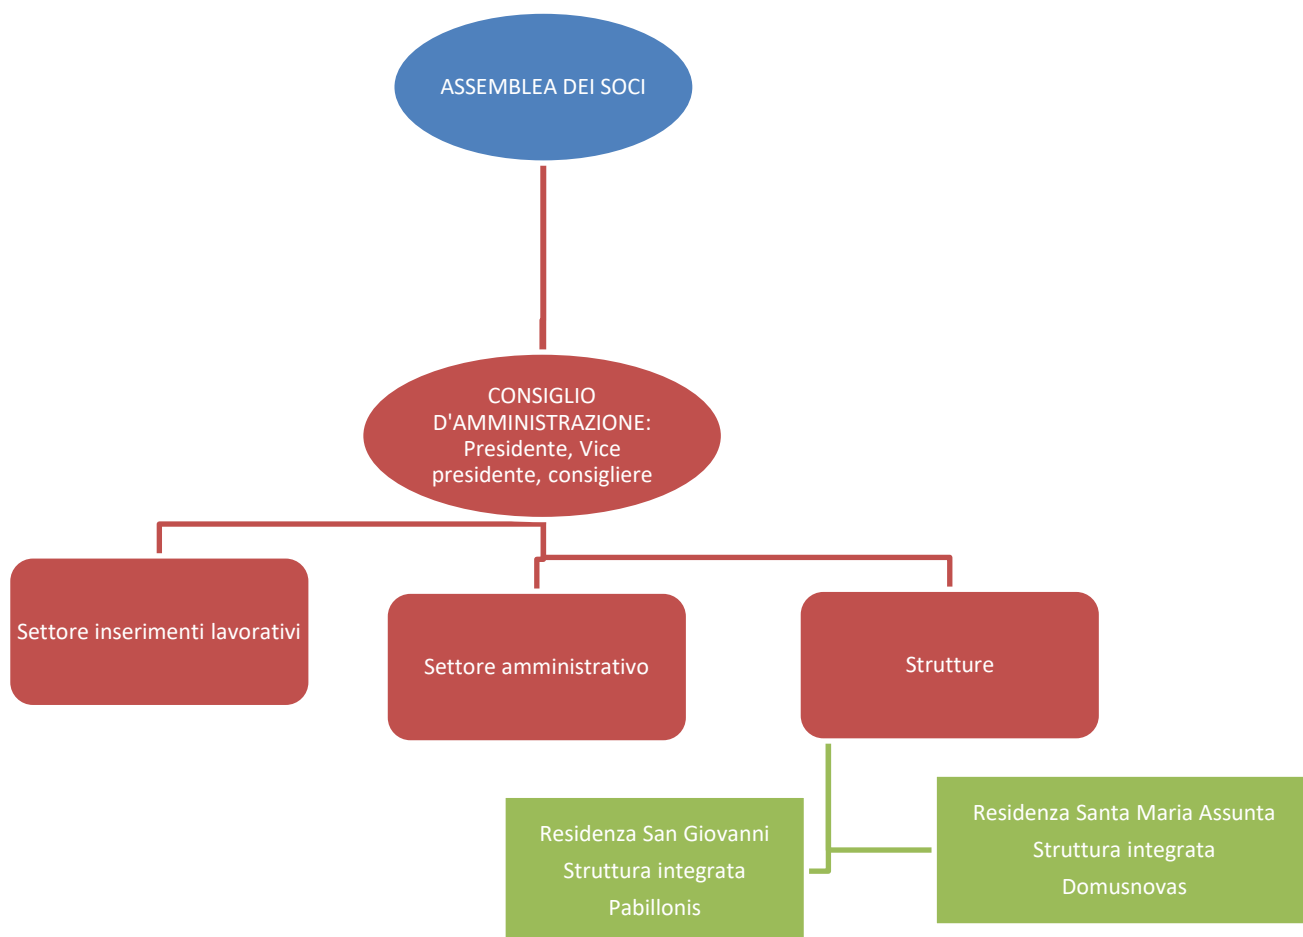 ASSEMBLEA DEI SOCI
CONSIGLIO
D'AMMINISTRAZIONE:
Presidente, Vice
presidente, consigliere
Settore inserimenti lavorativi
Settore amministrativo
Strutture
Residenza San Giovanni
Struttura integrata
Pabillonis
Residenza Santa Maria Assunta
Struttura integrata
Domusnovas